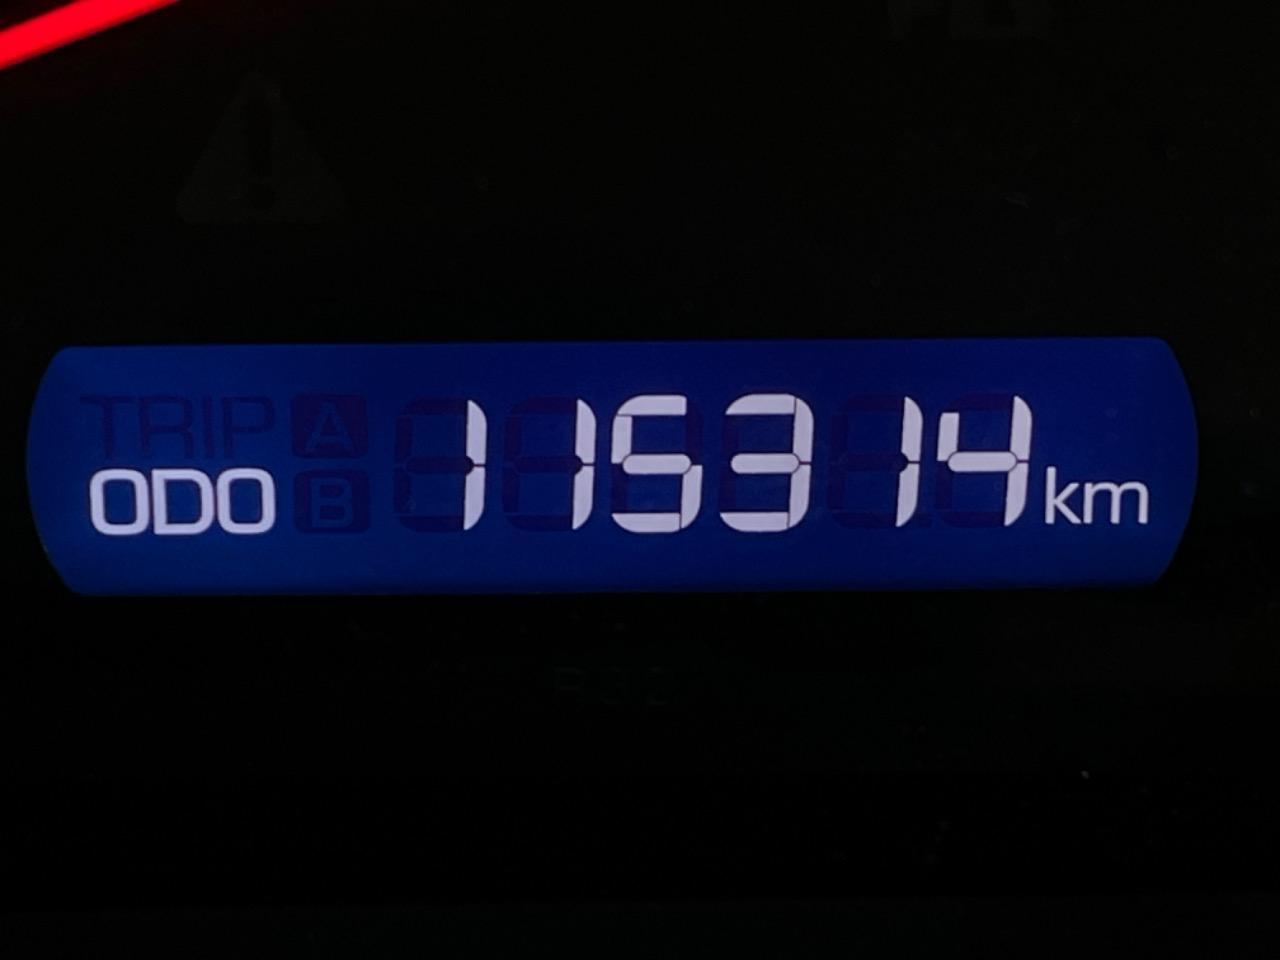 TRIP A
ODO B 115314 km